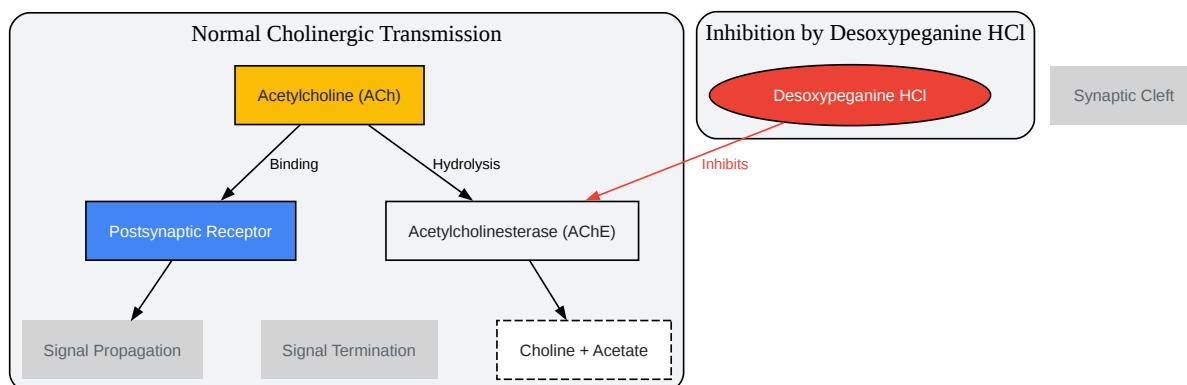 Normal Cholinergic Transmission
Inhibition by Desoxypeganine HCl
Acetylcholine (ACh)
Desoxypeganine HCl
Synaptic Cleft
Binding
Hydrolysis
Inhibits
Postsynaptic Receptor
Acetylcholinesterase (AChE)
Signal Propagation
Signal Termination
Choline + Acetate